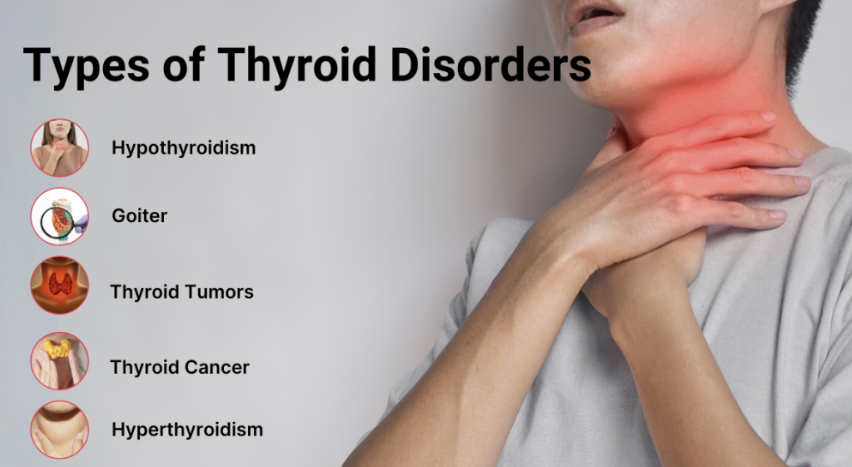 Types of Thyroid Disorders
Hypothyroidism
Goiter
Thyroid Tumors
Thyroid Cancer
Hyperthyroidism